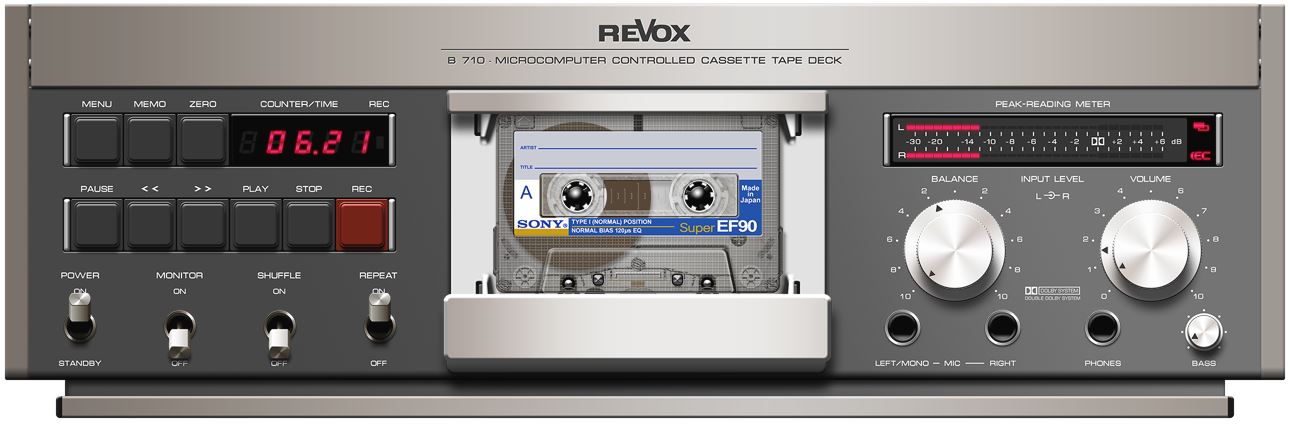 REVOX
B 710 · MICROCOMPUTER CONTROLLED CASSETTE TAPE DECK
MENU MEMO ZERO COUNTER/TIME REC
06.21
PAUSE << >> PLAY STOP REC
POWER MONITOR SHUFFLE REPEAT
ON ON ON ON
STANDBY OFF OFF OFF
ARTIST
TITLE
A
Made
in
Japan
SONY®
TYPE I (NORMAL) POSITION
NORMAL BIAS 120µs EQ
Super EF90
PEAK-READING METER
L
-30 -20 -14 -10 -8 -6 -4 -2 +2 +4 +6 dB
R
EC
BALANCE INPUT LEVEL VOLUME
L R
2 2
4 4
6 6
8 8
10 10
4 6
3 7
2 8
1 9
0 10
DOLBY SYSTEM
DOUBLE DOLBY SYSTEM
LEFT/MONO — MIC — RIGHT PHONES BASS